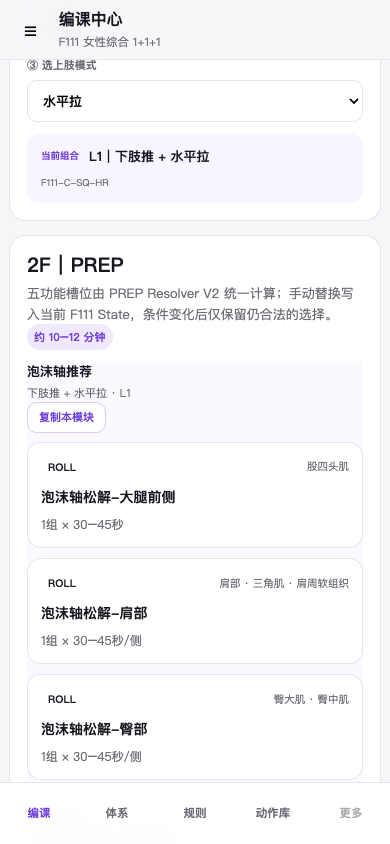 编课中心
F111 女性综合 1+1+1
③ 选上肢模式
水平拉
当前组合 L1｜下肢推 + 水平拉
F111-C-SQ-HR
2F｜PREP
五功能槽位由 PREP Resolver V2 统一计算；手动替换写
入当前 F111 State，条件变化后仅保留仍合法的选择。
约 10—12 分钟
泡沫轴推荐
下肢推 + 水平拉 · L1
复制本模块
ROLL 股四头肌
泡沫轴松解-大腿前侧
1组 × 30—45秒
ROLL 肩部 · 三角肌 · 肩周软组织
泡沫轴松解-肩部
1组 × 30—45秒/侧
ROLL 臀大肌 · 臀中肌
泡沫轴松解-臀部
1组 × 30—45秒/侧
编课 体系 规则 动作库 更多